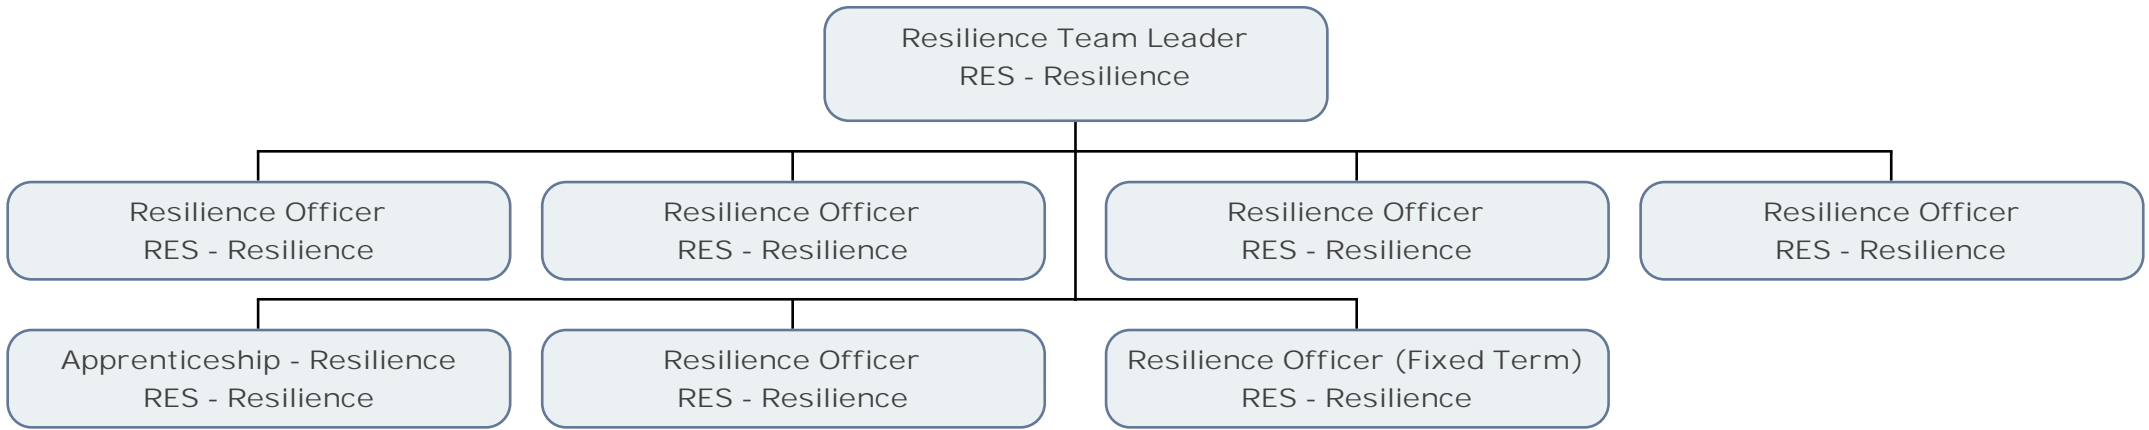 Resilience Team Leader
RES - Resilience
Resilience Officer
RES - Resilience
Resilience Officer
RES - Resilience
Resilience Officer
RES - Resilience
Resilience Officer
RES - Resilience
Apprenticeship - Resilience
RES - Resilience
Resilience Officer
RES - Resilience
Resilience Officer (Fixed Term)
RES - Resilience